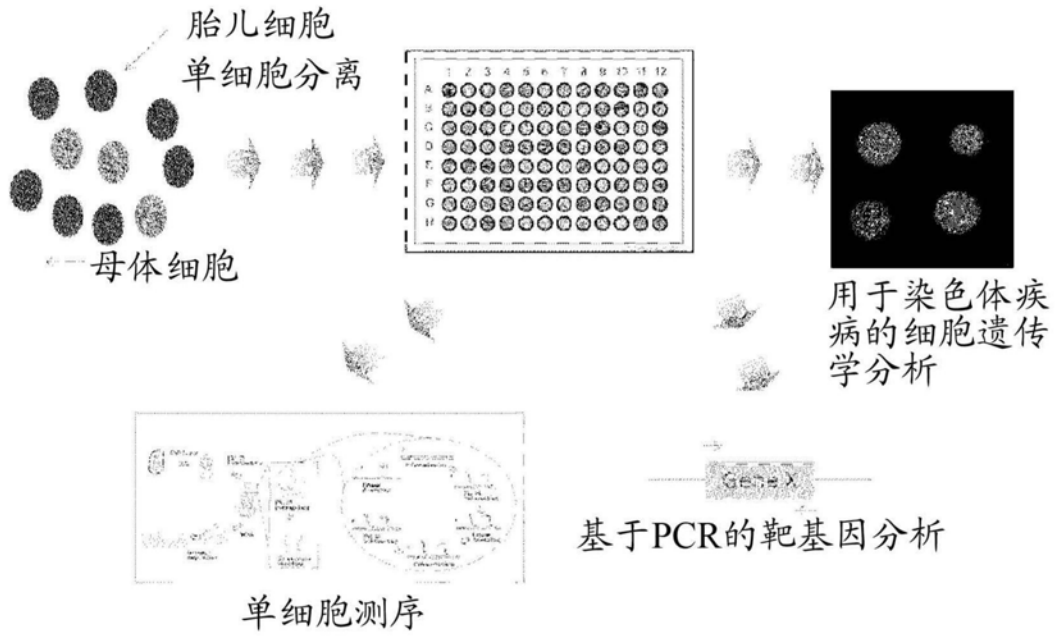 胎儿细胞
单细胞分离
1 2 3 4 5 6 7 8 9 10 11 12
A
B
C
D
E
F
G
H
母体细胞
用于染色体疾
病的细胞遗传
学分析
Gene X
基于PCR的靶基因分析
单细胞测序